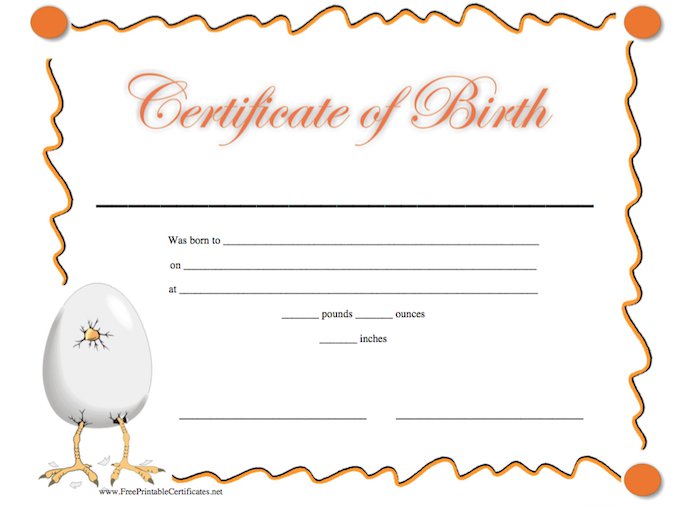 Certificate of Birth
Was born to
on
at
pounds ounces
inches
www.FreePrintableCertificates.net